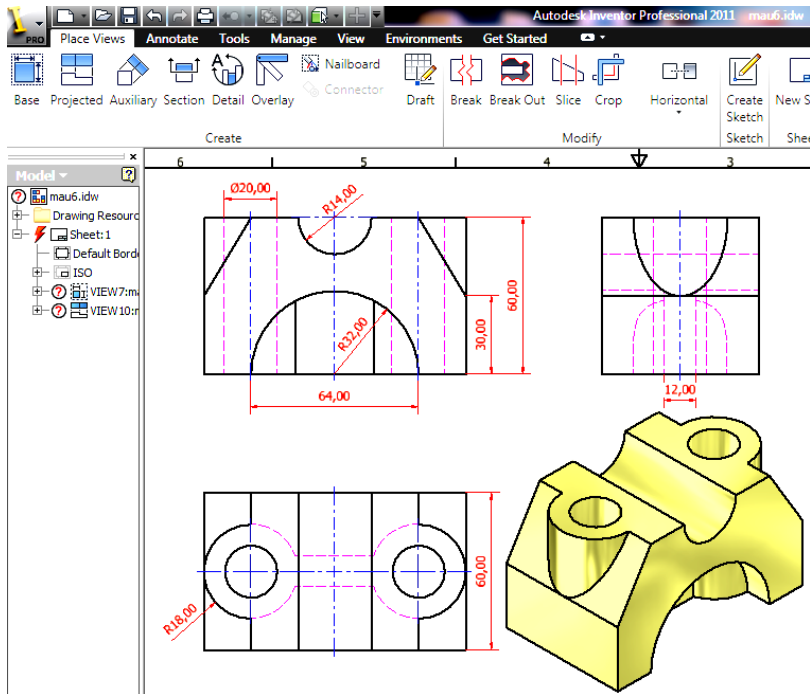 Autodesk Inventor Professional 2011 mau6.idw
PRO
Place Views Annotate Tools Manage View Environments Get Started
Base Projected Auxiliary Section Detail Overlay
Nailboard
Connector
Draft Break Break Out Slice Crop Horizontal
Create Sketch
New S
Create Modify Sketch Shee
Model
mau6.idw
Drawing Resourc
Sheet:1
Default Borde
ISO
VIEW7:ma
VIEW10:r
6 5 4 3
Ø20,00
R14,00
R32,00
30,00
60,00
64,00
12,00
R18,00
60,00